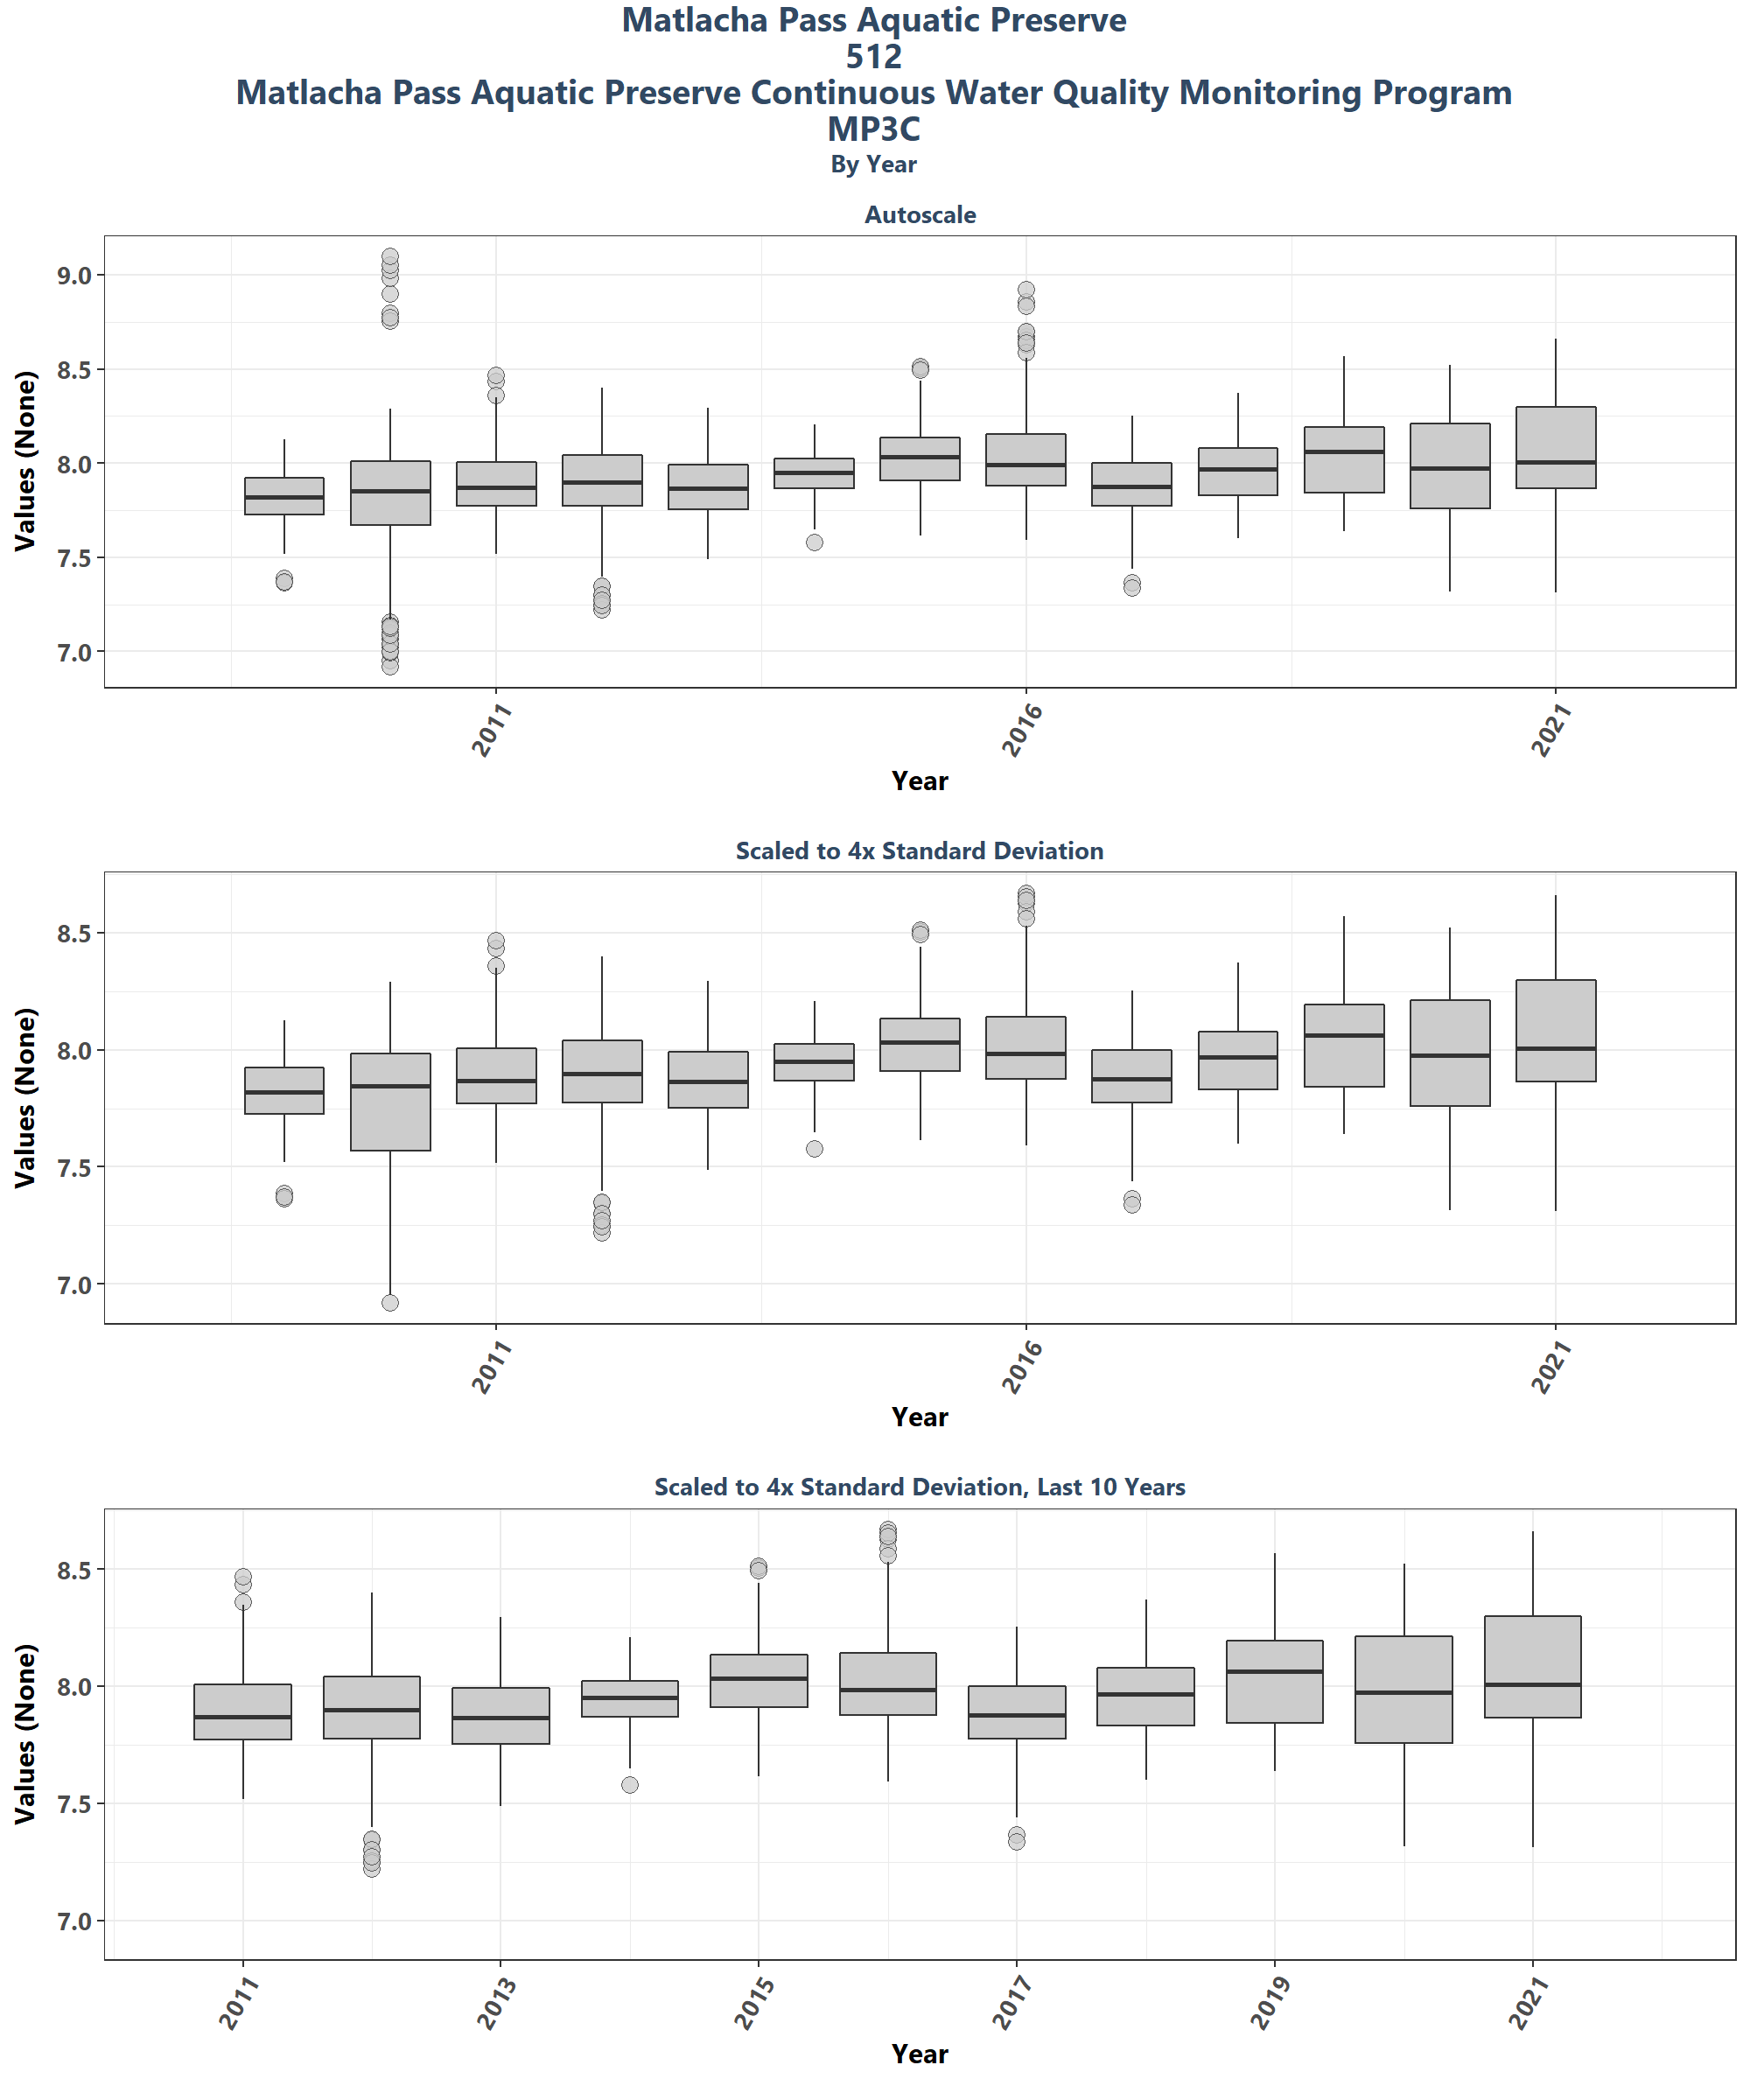 Matlacha Pass Aquatic Preserve
512
Matlacha Pass Aquatic Preserve Continuous Water Quality Monitoring Program
MP3C
By Year
Autoscale
Values (None)
9.0
8.5
8.0
7.5
7.0
2011
2016
2021
Year
Scaled to 4x Standard Deviation
Values (None)
8.5
8.0
7.5
7.0
2011
2016
2021
Year
Scaled to 4x Standard Deviation, Last 10 Years
Values (None)
8.5
8.0
7.5
7.0
2011
2013
2015
2017
2019
2021
Year